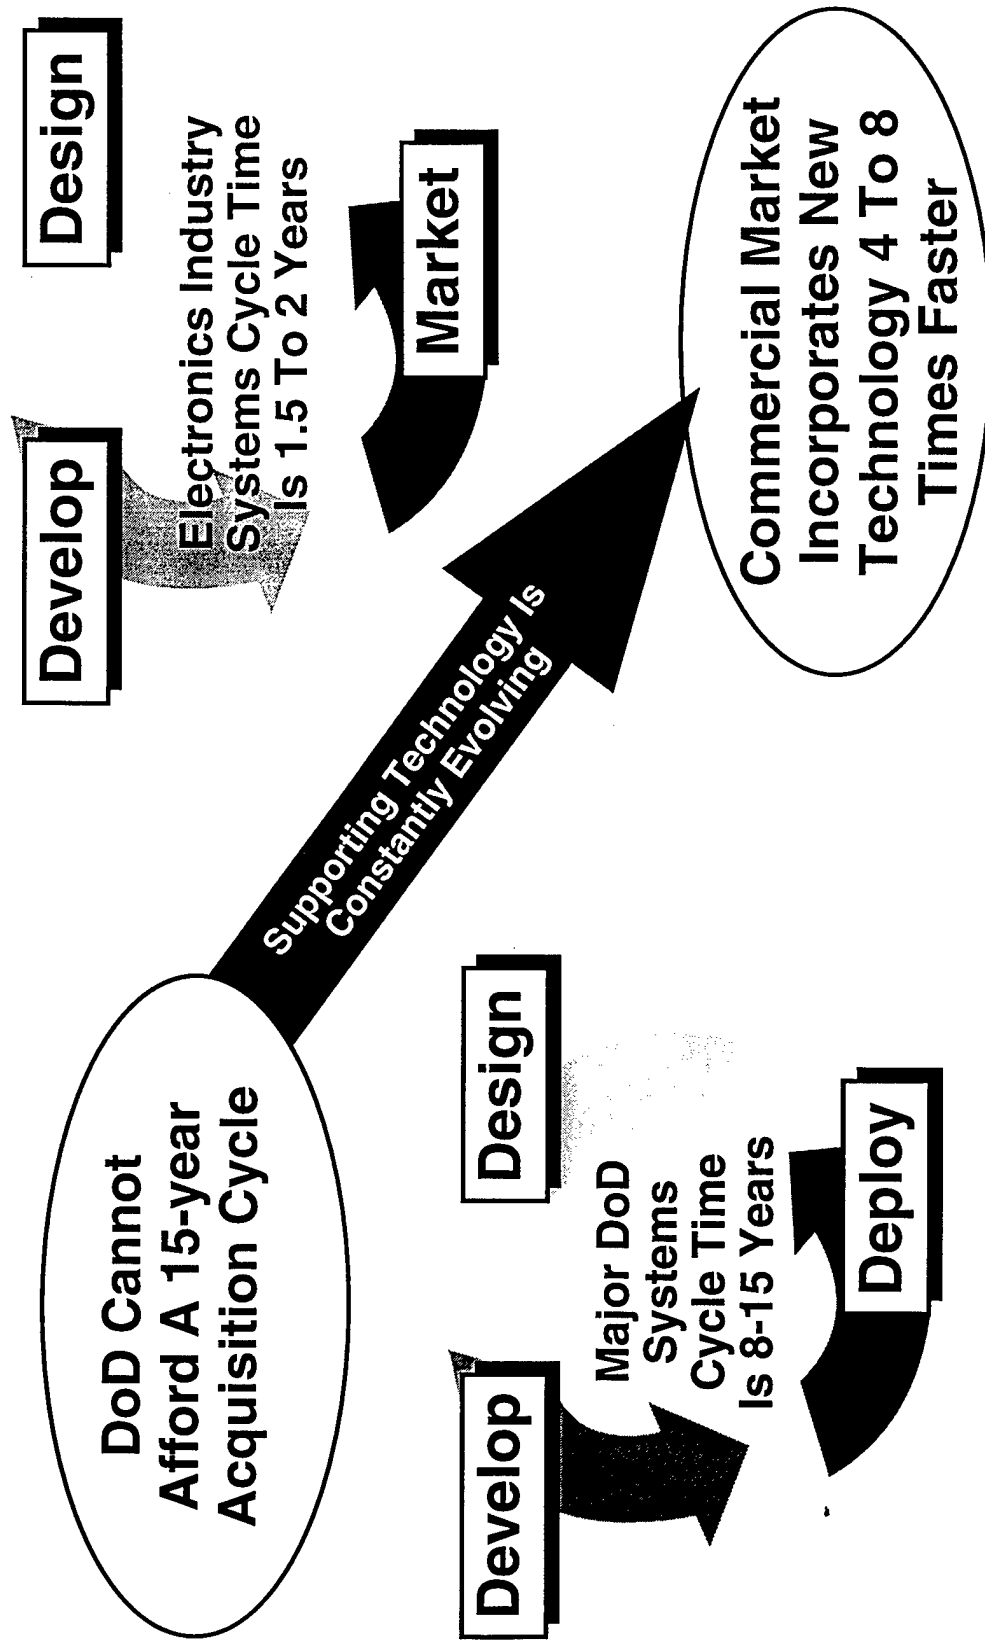 DoD Cannot
Afford A 15-year
Acquisition Cycle
Develop
Design
Electronics Industry
Systems Cycle Time
Is 1.5 To 2 Years
Market
Supporting Technology Is
Constantly Evolving
Develop
Design
Major DoD
Systems
Cycle Time
Is 8-15 Years
Deploy
Commercial Market
Incorporates New
Technology 4 To 8
Times Faster